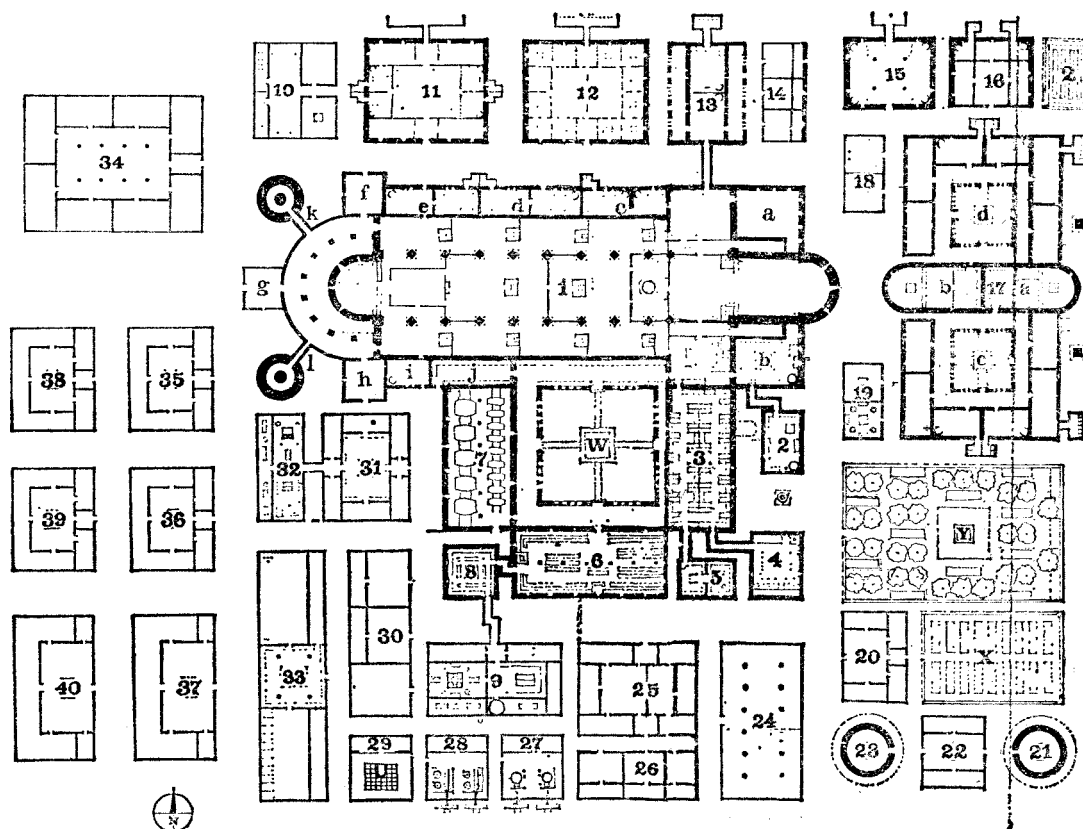 10 11 12 13 14 15 16 2
34
18
f e d c a d
k
g 1 b 17 a
38 35 l h i j b c
19
32 31 7 W 3 2
39 36
Y
8 6 5 4
30 20 X
40 37 33 9 25 24
29 28 27 26 23 22 21
N